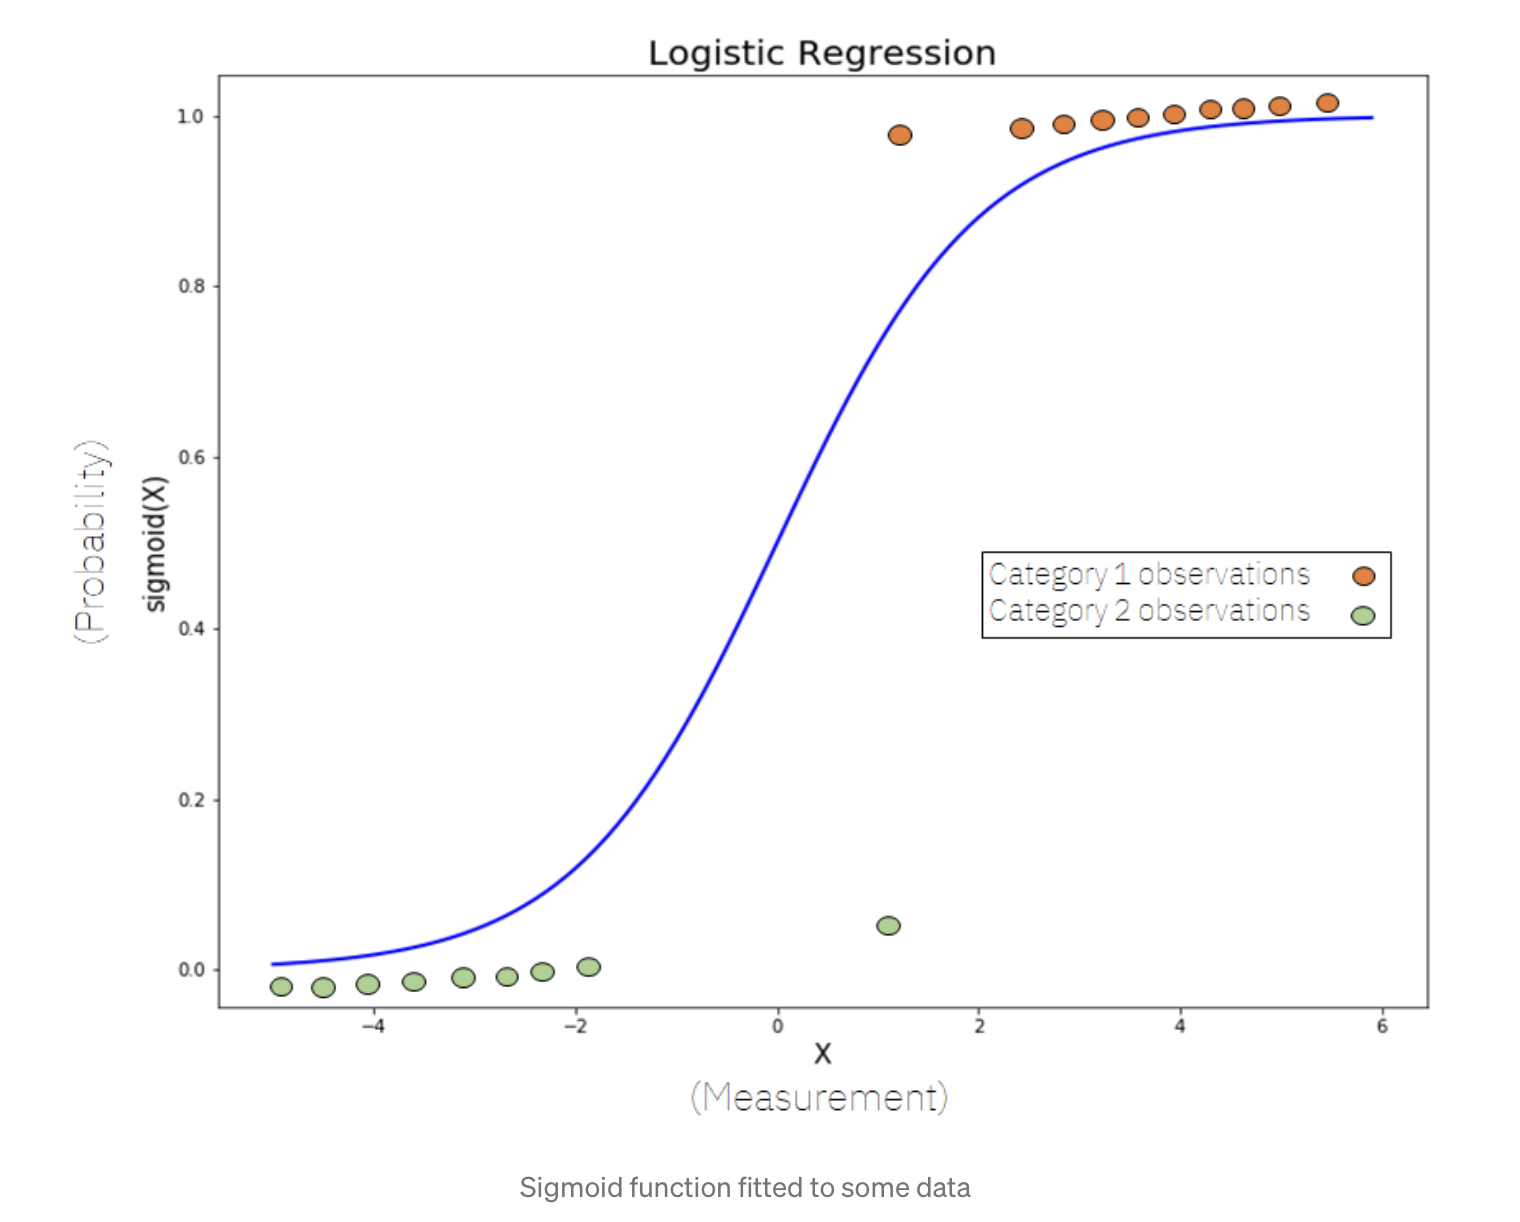 Logistic Regression
1.0
0.8
0.6
0.4
0.2
0.0
(Probability)
sigmoid(X)
Category 1 observations
Category 2 observations
−4
−2
0
2
4
6
X
(Measurement)
Sigmoid function fitted to some data